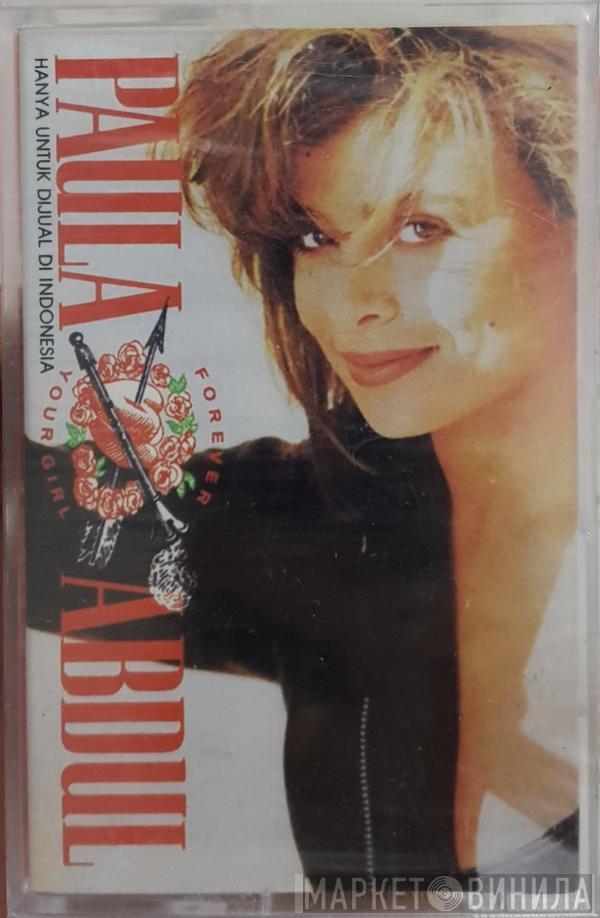 PAULA ABDUL
HANYA UNTUK DIJUAL DI INDONESIA
FOREVER
YOUR GIRL
МАРКЕТ ВИНИЛА